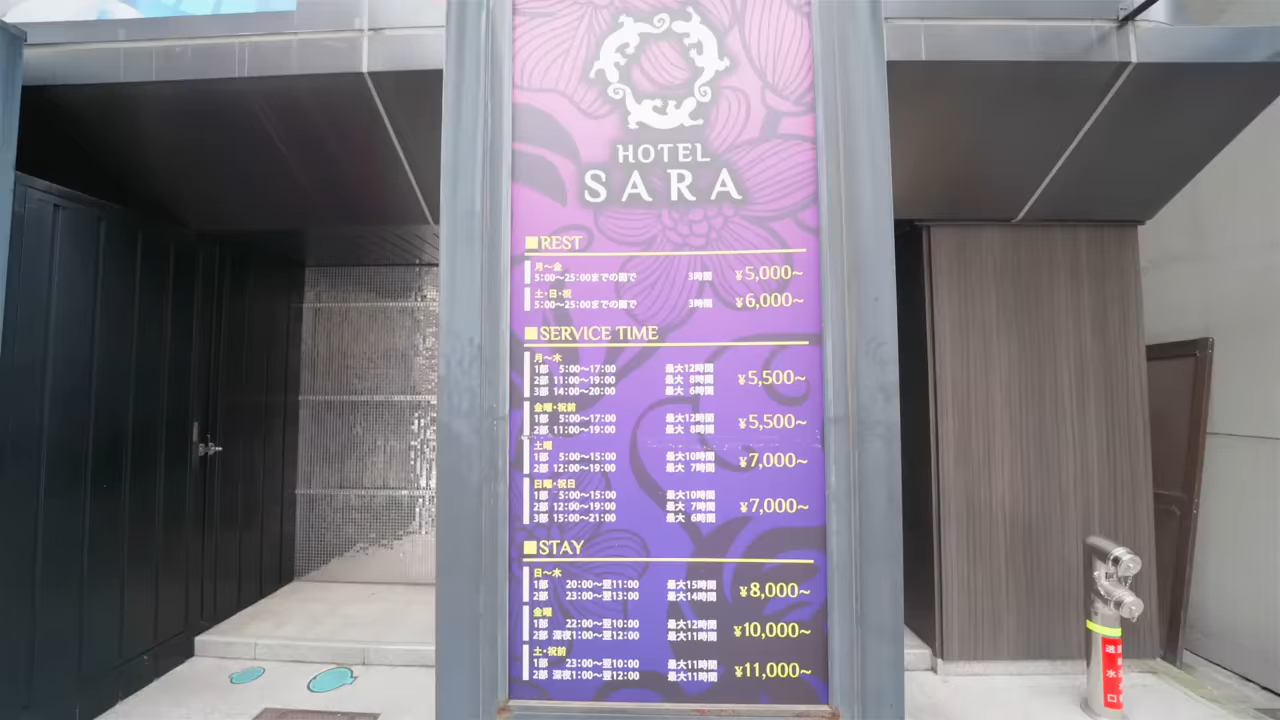 HOTEL
SARA
■REST
月〜金
5:00〜25:00までの間で 3時間 ¥5,000~
土・日・祝
5:00〜25:00までの間で 3時間 ¥6,000~
■SERVICE TIME
月〜木
1部 5:00〜17:00 最大12時間
2部 11:00〜19:00 最大 8時間 ¥5,500~
3部 14:00〜20:00 最大 6時間
金曜・祝前
1部 5:00〜17:00 最大12時間 ¥5,500~
2部 11:00〜19:00 最大 8時間
土曜
1部 5:00〜15:00 最大10時間 ¥7,000~
2部 12:00〜19:00 最大 7時間
日曜・祝日
1部 5:00〜15:00 最大10時間
2部 12:00〜19:00 最大 7時間 ¥7,000~
3部 15:00〜21:00 最大 6時間
■STAY
日〜木
1部 20:00〜翌11:00 最大15時間 ¥8,000~
2部 23:00〜翌13:00 最大14時間
金曜
1部 22:00〜翌10:00 最大12時間 ¥10,000~
2部 深夜1:00〜翌12:00 最大11時間
土・祝前
1部 23:00〜翌10:00 最大11時間 ¥11,000~
2部 深夜1:00〜翌12:00 最大11時間
送水口